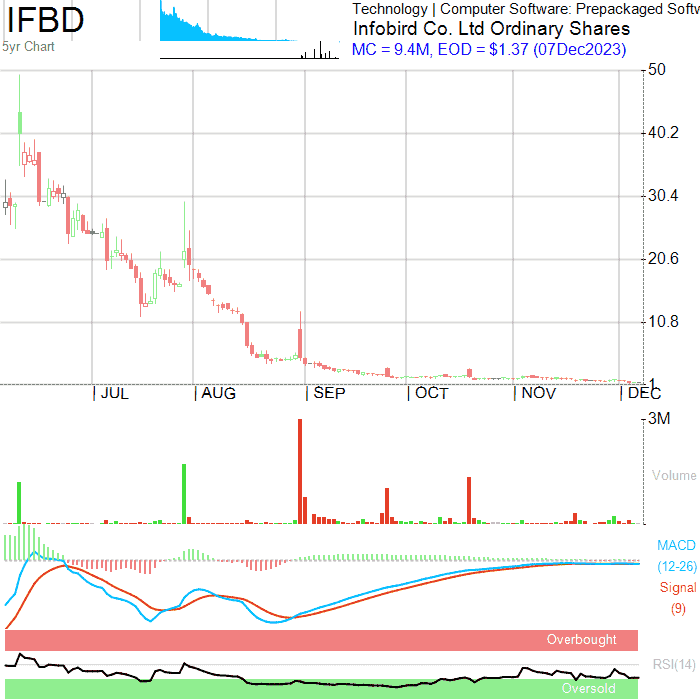 IFBD
5yr Chart
Technology | Computer Software: Prepackaged Softw
Infobird Co. Ltd Ordinary Shares
MC = 9.4M, EOD = $1.37 (07Dec2023)
50
40.2
30.4
20.6
10.8
1
JUL AUG SEP OCT NOV DEC
3M
Volume
MACD
(12-26)
Signal
(9)
Overbought
RSI(14)
Oversold